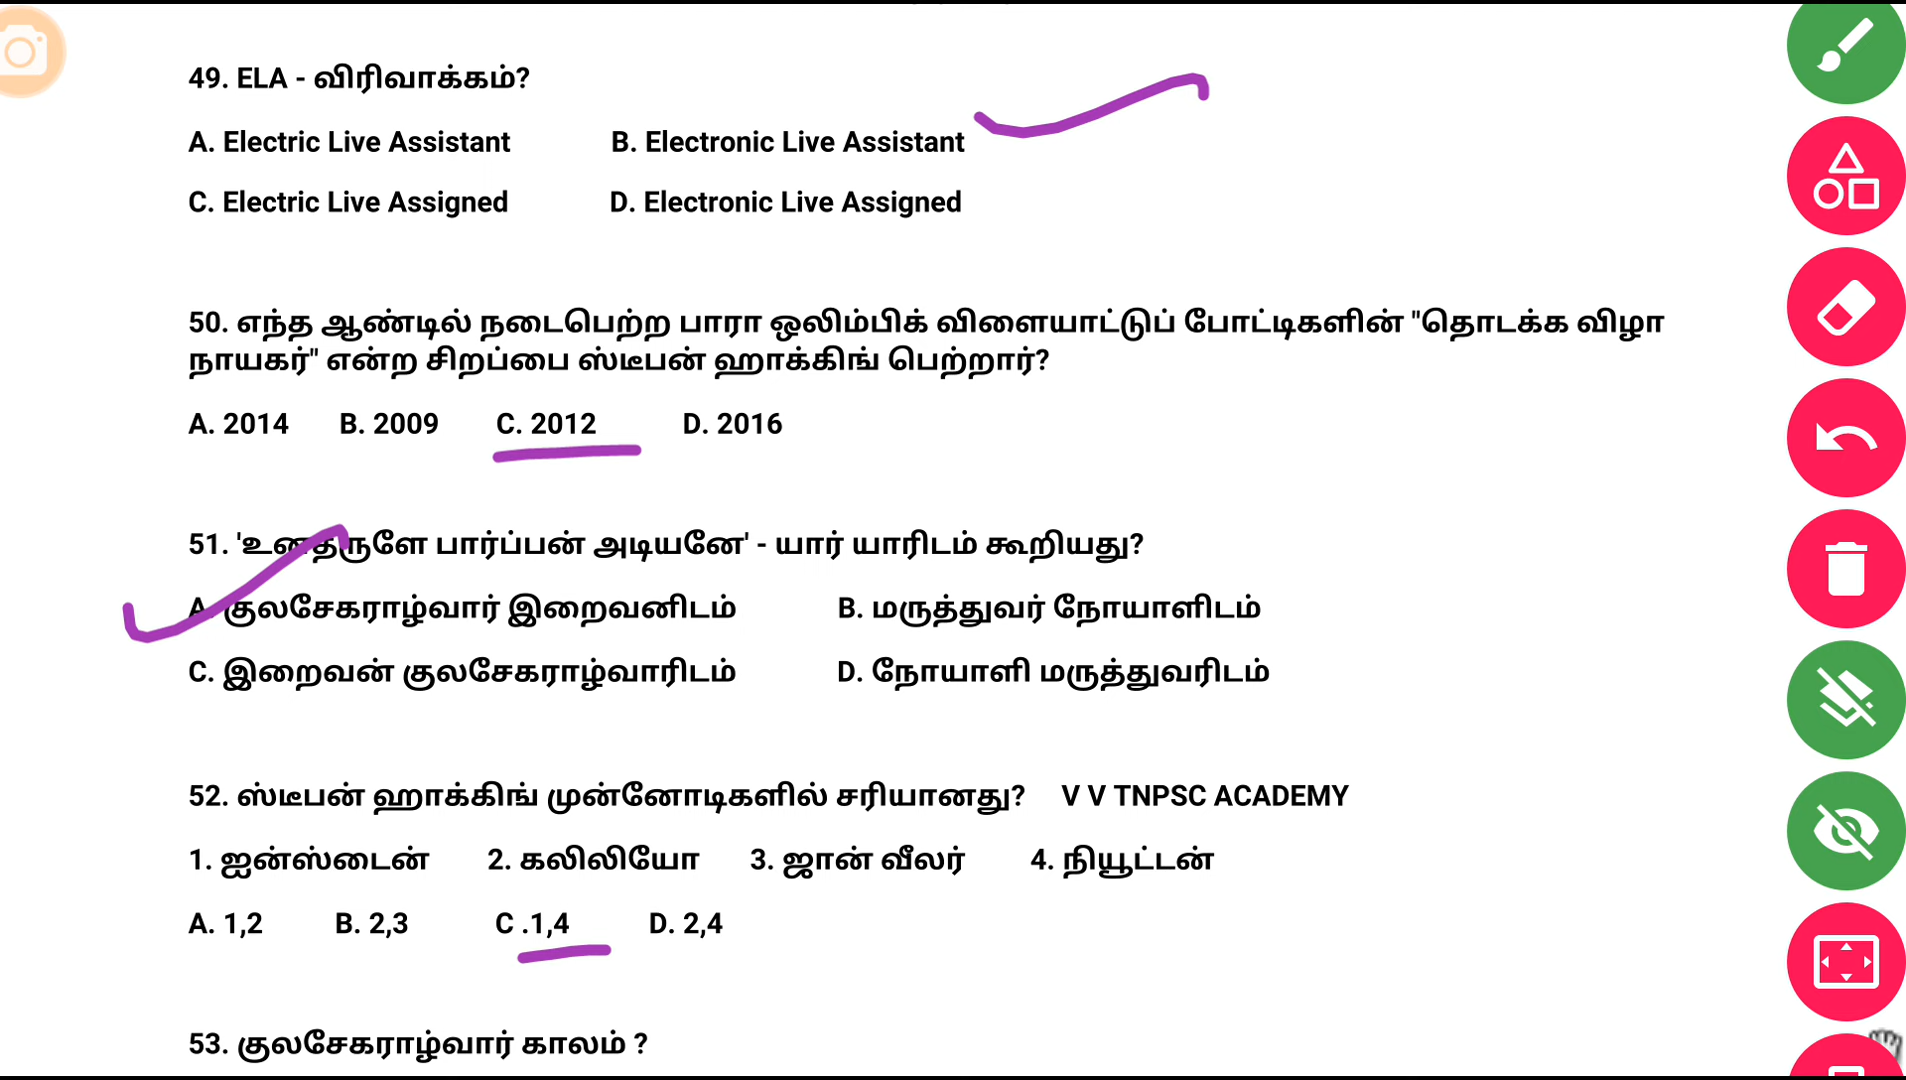 49. ELA - விரிவாக்கம்?
A. Electric Live Assistant B. Electronic Live Assistant
C. Electric Live Assigned D. Electronic Live Assigned
50. எந்த ஆண்டில் நடைபெற்ற பாரா ஒலிம்பிக் விளையாட்டுப் போட்டிகளின் "தொடக்க விழா
நாயகர்" என்ற சிறப்பை ஸ்டீபன் ஹாக்கிங் பெற்றார்?
A. 2014 B. 2009 C. 2012 D. 2016
51. 'உனதருளே பார்ப்பன் அடியனே' - யார் யாரிடம் கூறியது?
A. குலசேகராழ்வார் இறைவனிடம் B. மருத்துவர் நோயாளிடம்
C. இறைவன் குலசேகராழ்வாரிடம் D. நோயாளி மருத்துவரிடம்
52. ஸ்டீபன் ஹாக்கிங் முன்னோடிகளில் சரியானது? V V TNPSC ACADEMY
1. ஐன்ஸ்டைன் 2. கலிலியோ 3. ஜான் வீலர் 4. நியூட்டன்
A. 1,2 B. 2,3 C .1,4 D. 2,4
53. குலசேகராழ்வார் காலம் ?